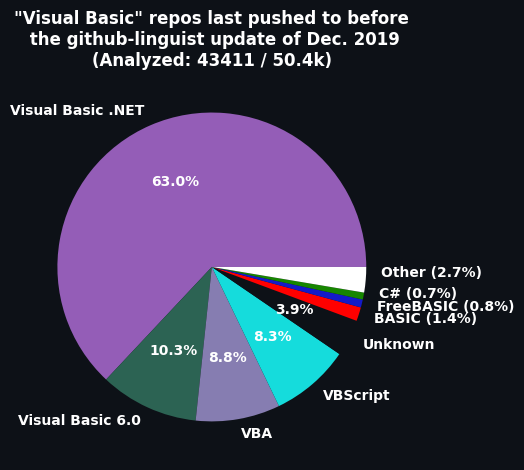 "Visual Basic" repos last pushed to before
the github-linguist update of Dec. 2019
(Analyzed: 43411 / 50.4k)
Visual Basic .NET
63.0%
Other (2.7%)
C# (0.7%)
FreeBASIC (0.8%)
BASIC (1.4%)
3.9%
Unknown
8.3%
VBScript
8.8%
VBA
10.3%
Visual Basic 6.0